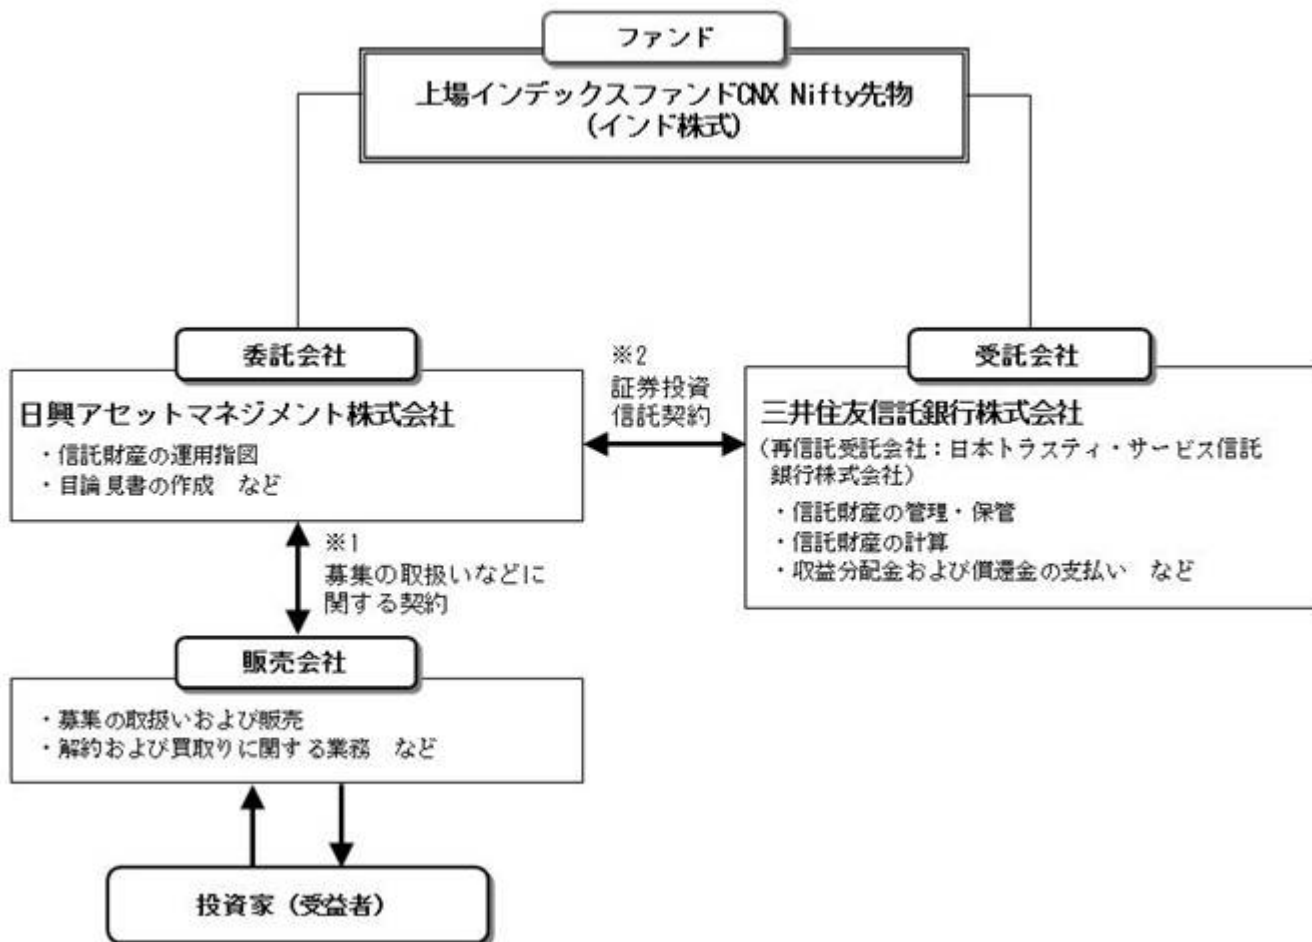 ファンド
上場インデックスファンドCNX Nifty先物
(インド株式)
委託会社
日興アセットマネジメント株式会社
・信託財産の運用指図
・目論見書の作成　など
※2
証券投資
信託契約
受託会社
三井住友信託銀行株式会社
(再信託受託会社：日本トラスティ・サービス信託
銀行株式会社)
・信託財産の管理・保管
・信託財産の計算
・収益分配金および償還金の支払い　など
※1
募集の取扱いなどに
関する契約
販売会社
・募集の取扱いおよび販売
・解約および買取りに関する業務　など
投資家（受益者）